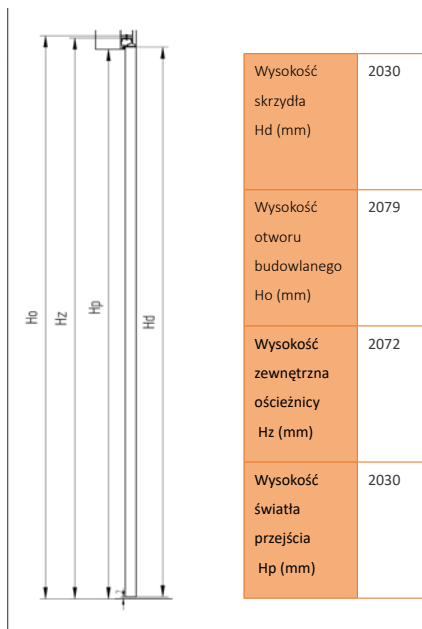 Ho
Hz
Hp
Hd
Wysokość
skrzydła
Hd (mm)
2030
Wysokość
otworu
budowlanego
Ho (mm)
2079
Wysokość
zewnętrzna
ościeżnicy
Hz (mm)
2072
Wysokość
światła
przejścia
Hp (mm)
2030